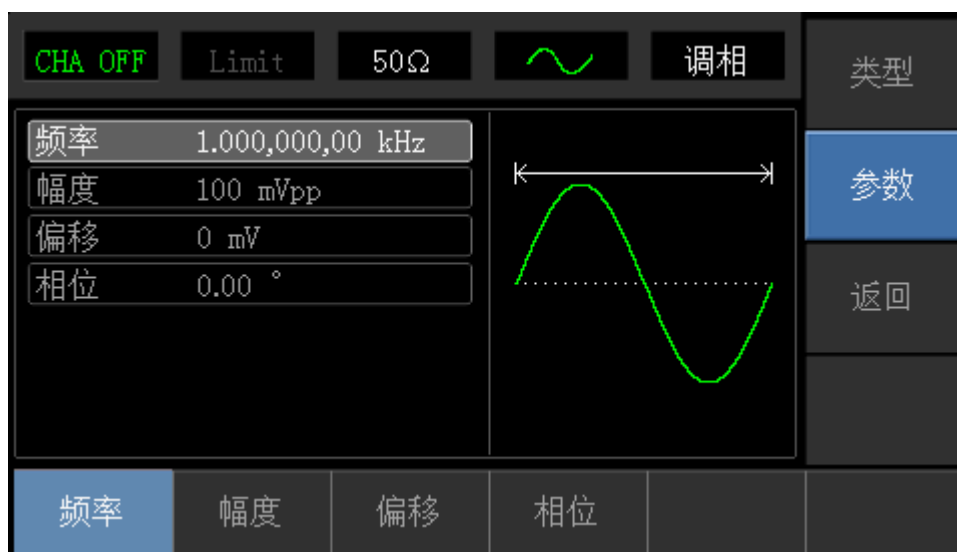 CHA OFF Limit 50Ω 调相
类型
频率 1.000,000,00 kHz
幅度 100 mVpp
参数
偏移 0 mV
相位 0.00 °
返回
频率 幅度 偏移 相位